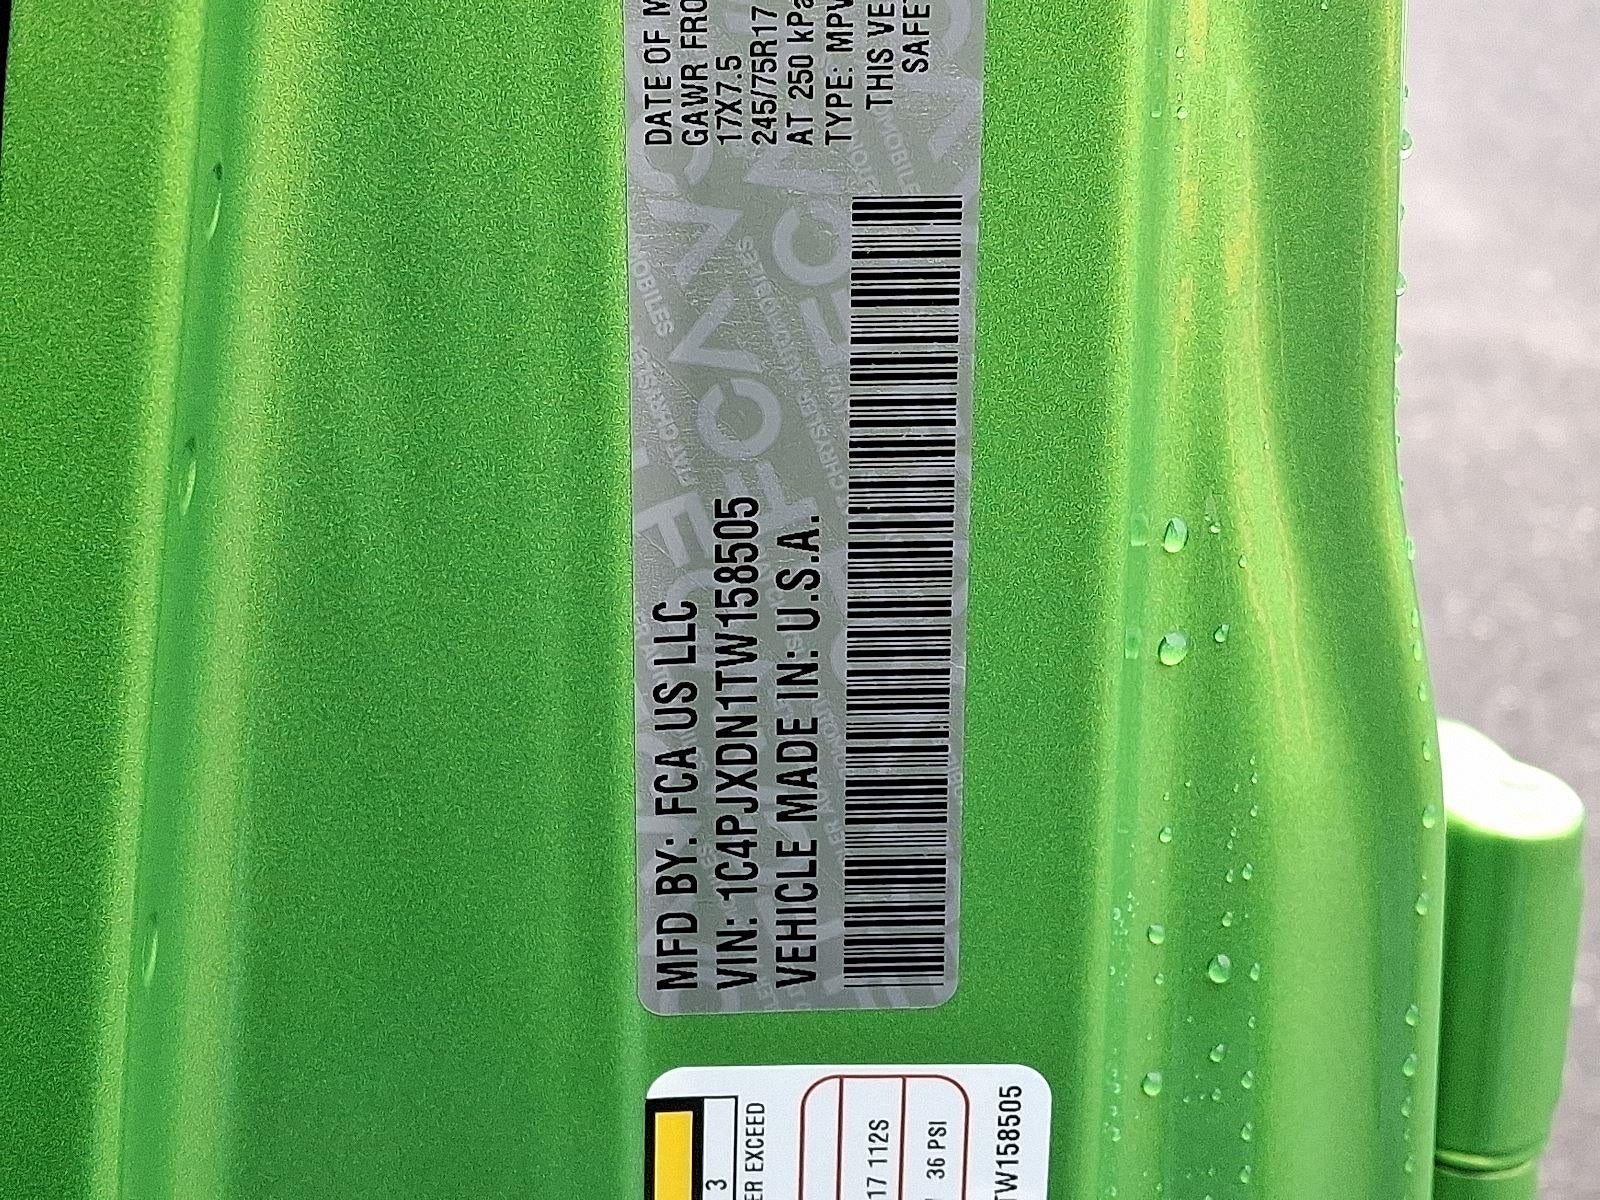 MFD BY: FCA US LLC
VIN: 1C4PJXDN1TW158505
VEHICLE MADE IN: U.S.A.
DATE OF M
GAWR FRO
17X7.5
245/75R17
AT 250 kPa
TYPE: MPV
THIS VE
SAFE
3
ER EXCEED
17 112S
36 PSI
TW158505